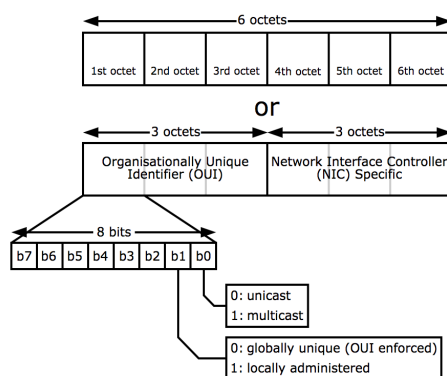 6 octets
1st octet 2nd octet 3rd octet 4th octet 5th octet 6th octet
or
3 octets 3 octets
Organisationally Unique Identifier (OUI)
Network Interface Controller (NIC) Specific
8 bits
b7 b6 b5 b4 b3 b2 b1 b0
0: unicast
1: multicast
0: globally unique (OUI enforced)
1: locally administered